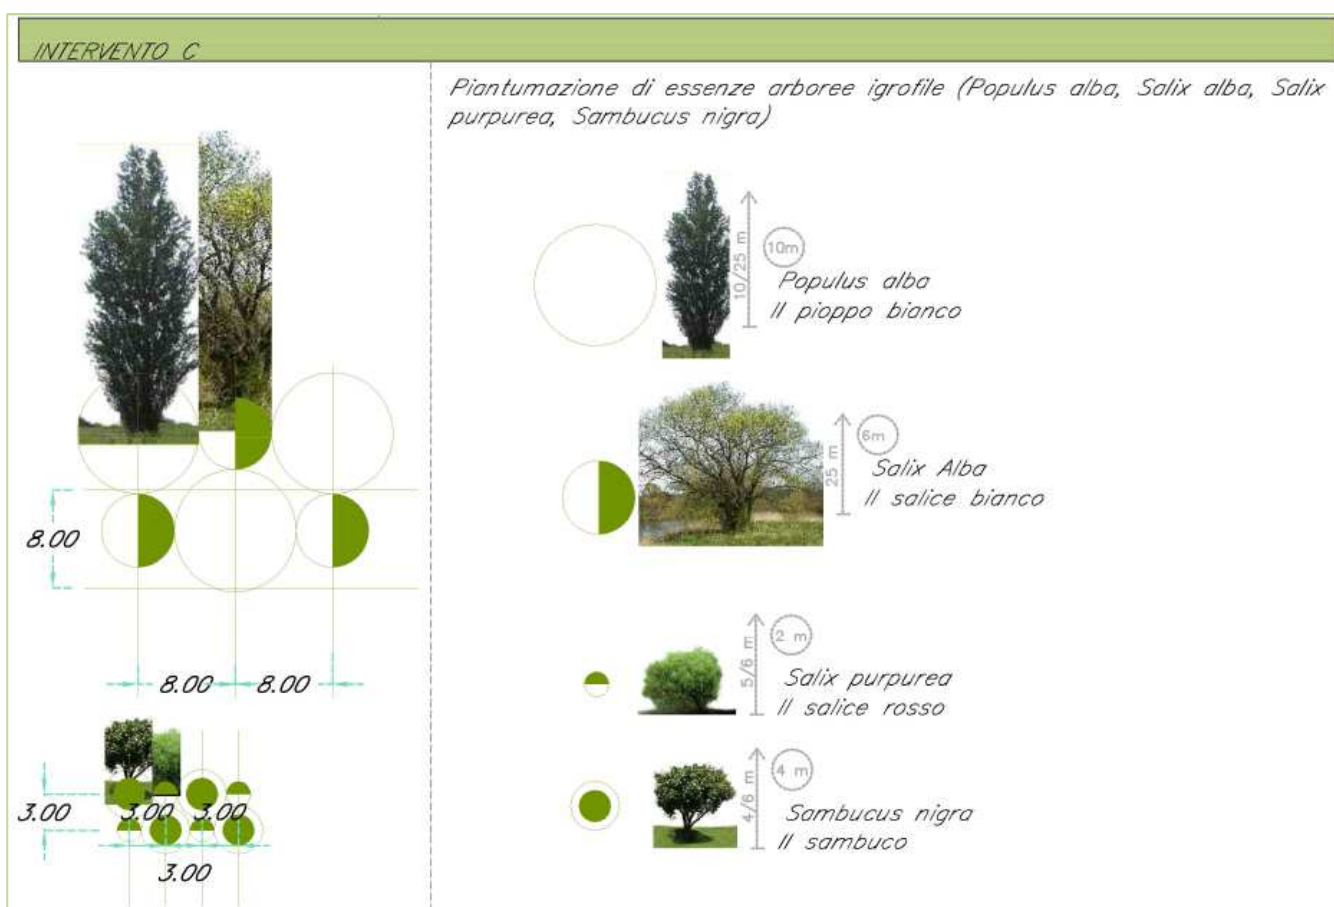 INTERVENTO C
Piantumazione di essenze arboree igrofile (Populus alba, Salix alba, Salix
purpurea, Sambucus nigra)
10/25 m
10m
Populus alba
Il pioppo bianco
25 m
6m
Salix Alba
Il salice bianco
8.00
8.00
8.00
5/6 m
2 m
Salix purpurea
Il salice rosso
4/6 m
4 m
Sambucus nigra
Il sambuco
3.00
3.00
3.00
3.00